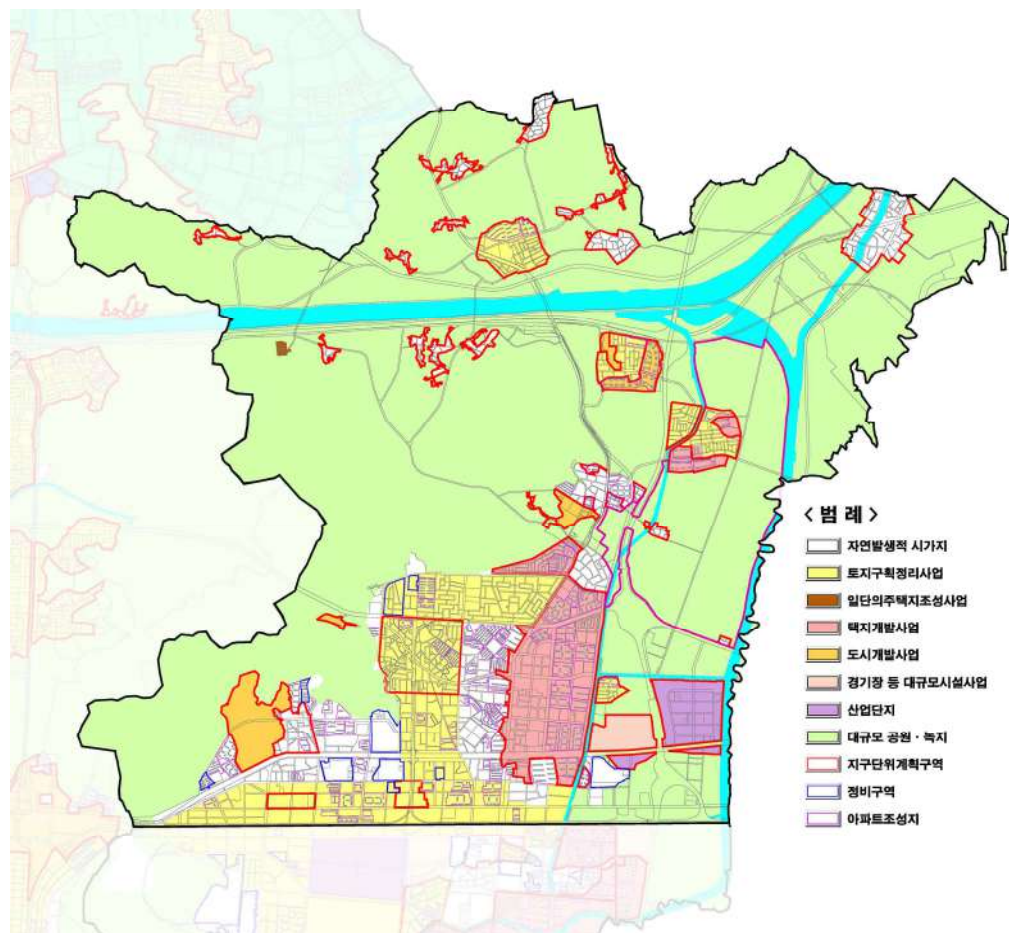 < 범 례 >
자연발생적 시가지
토지구획정리사업
일단의주택지조성사업
택지개발사업
도시개발사업
경기장 등 대규모시설사업
산업단지
대규모 공원 · 녹지
지구단위계획구역
정비구역
아파트조성지